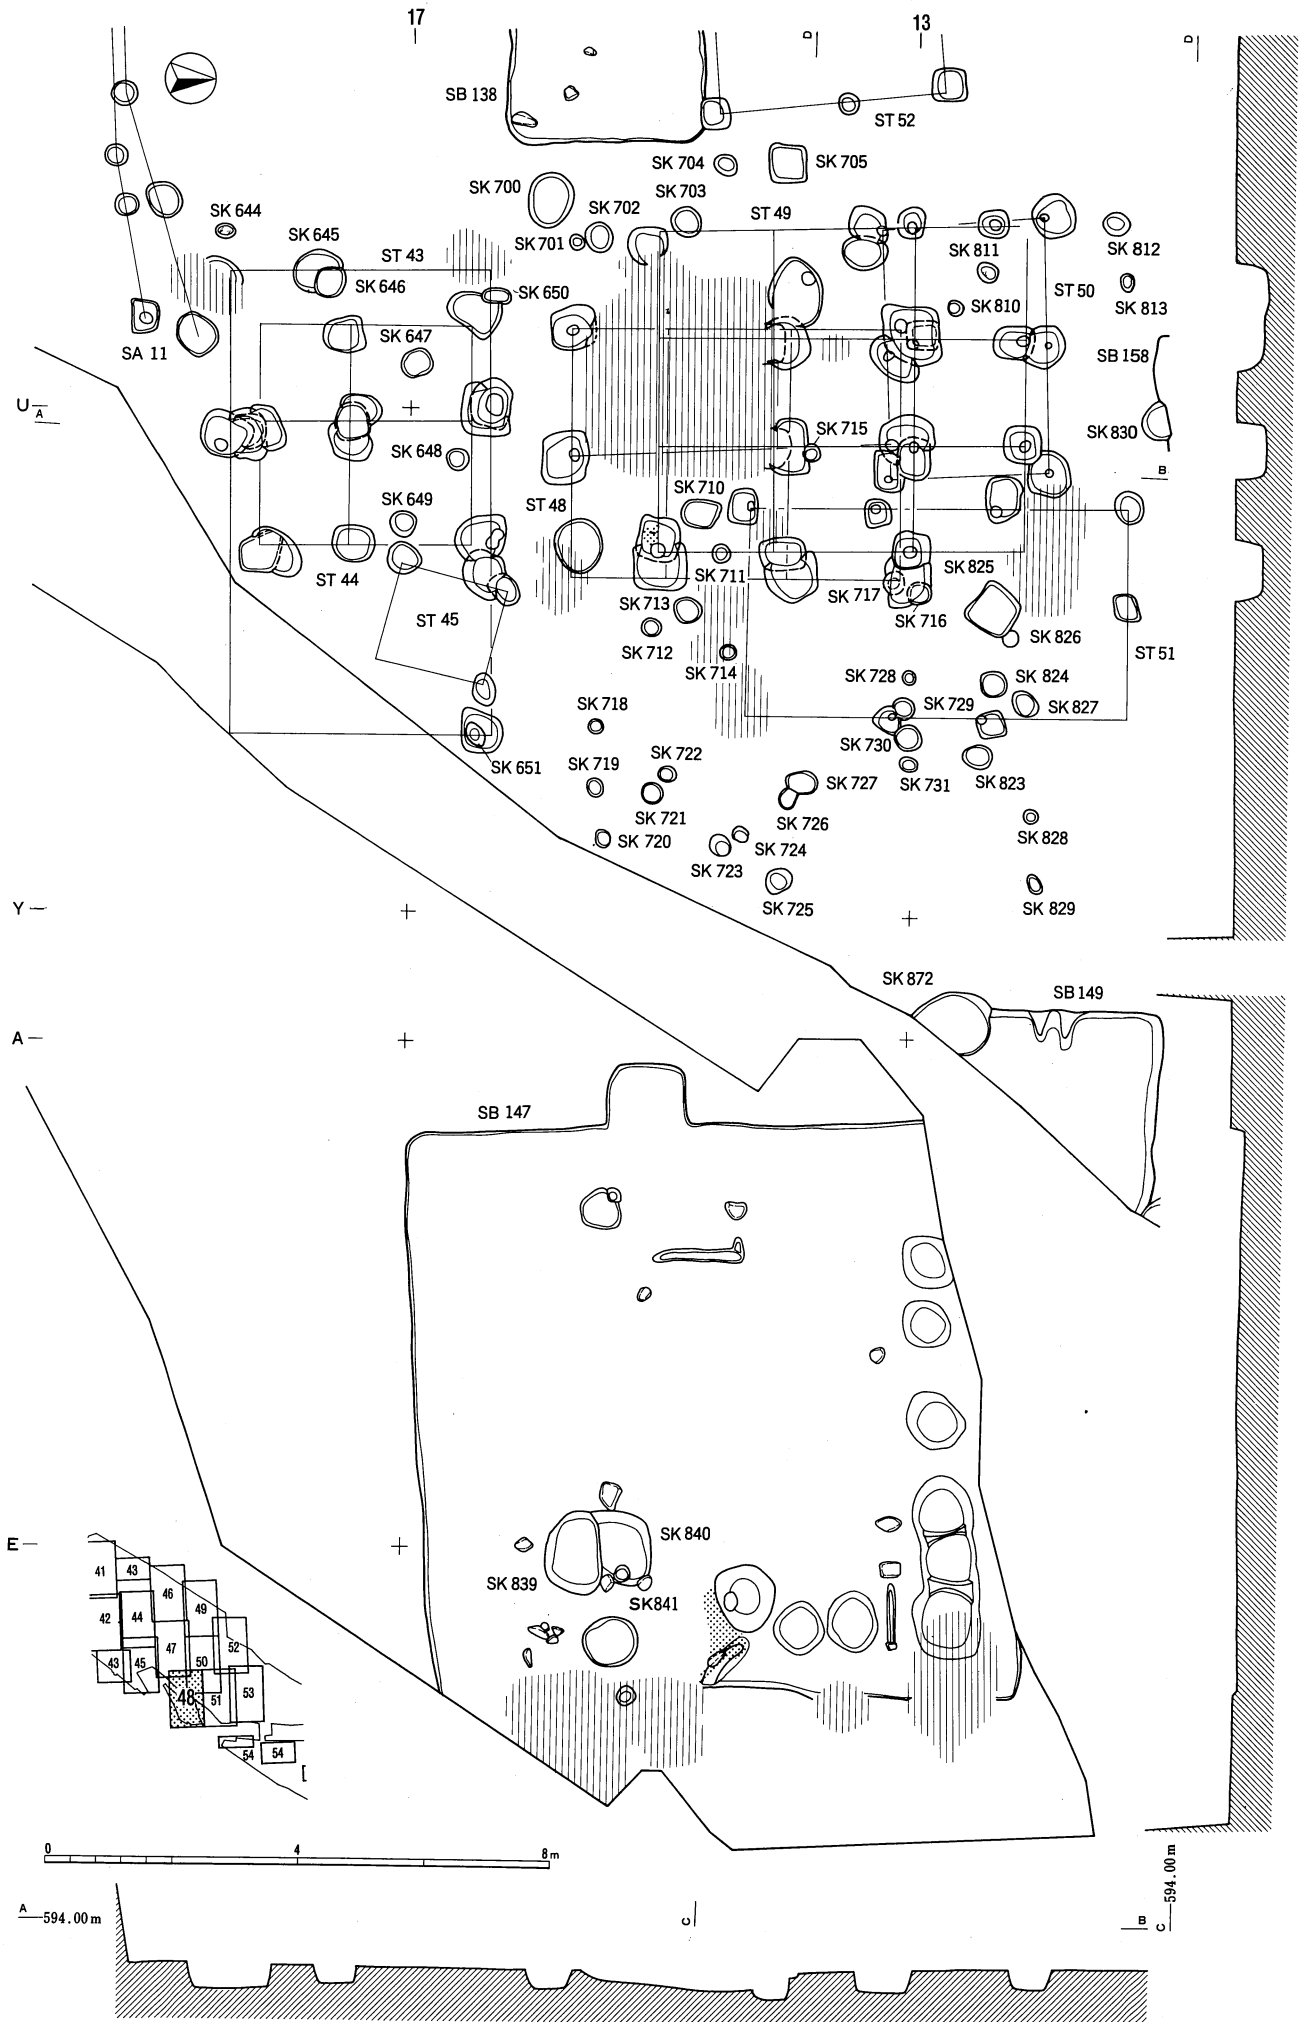 17
13
D
D
SB 138
ST 52
SK 704
SK 705
SK 700
SK 703
SK 702
ST 49
SK 644
SK 701
SK 645
ST 43
SK 811
SK 812
SK 646
SK 650
ST 50
SK 813
SK 810
SK 647
SA 11
SB 158
U
A
SK 715
SK 830
SK 648
B
SK 710
SK 649
ST 48
SK 711
SK 825
ST 44
SK 717
SK 713
SK 716
ST 45
SK 712
SK 826
ST 51
SK 714
SK 728
SK 824
SK 718
SK 729
SK 827
SK 730
SK 722
SK 651
SK 719
SK 731
SK 823
SK 727
SK 721
SK 726
SK 720
SK 828
SK 724
SK 723
SK 725
SK 829
Y
SK 872
SB 149
A
SB 147
SK 840
E
SK 839
SK841
41
43
46
42
44
49
47
52
43
45
50
48
51
53
54
54
0
4
8 m
A
594.00 m
C
B
C
594.00 m